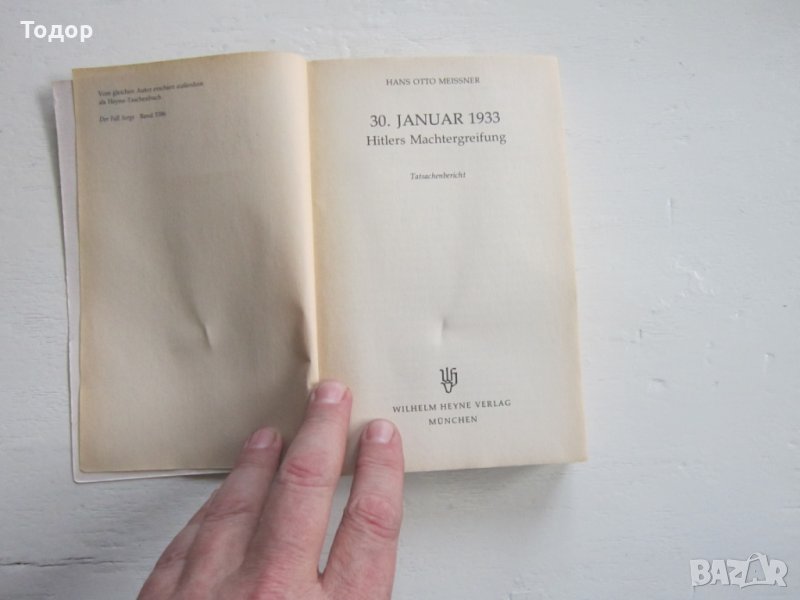 Тодор
Vom gleichen Autor erschien außerdem
als Heyne-Taschenbuch
Der Fall Sorge Band
HANS OTTO MEISSNER
30. JANUAR 1933
Hitlers Machtergreifung
Tatsachenbericht
WILHELM HEYNE VERLAG
MÜNCHEN
BAZAR